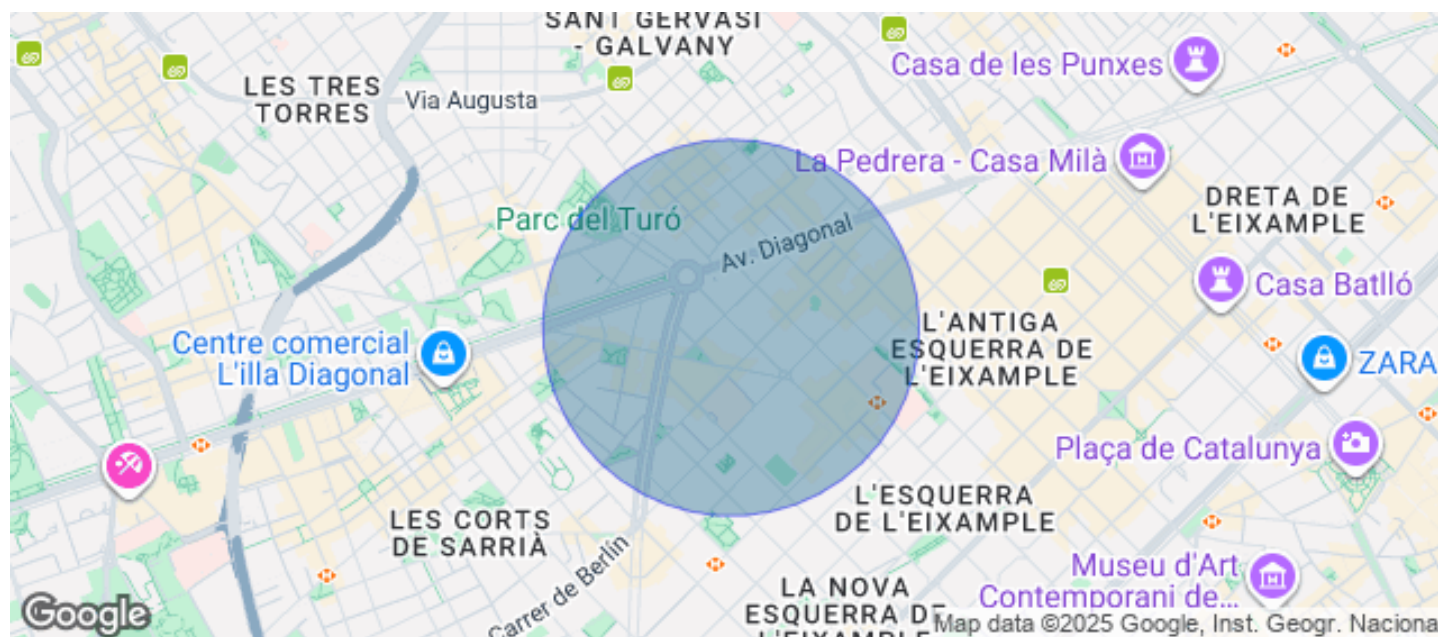 SANT GERVASI
- GALVANY
Casa de les Punxes
LES TRES
TORRES
Via Augusta
La Pedrera - Casa Milà
DRETA DE
L'EIXAMPLE
Parc del Turó
Av. Diagonal
Casa Batlló
Centre comercial
L'illa Diagonal
L'ANTIGA
ESQUERRA DE
L'EIXAMPLE
ZARA
Plaça de Catalunya
L'ESQUERRA
DE L'EIXAMPLE
LES CORTS
DE SARRIÀ
Carrer de Berlín
Museu d'Art
Contemporani de...
LA NOVA
ESQUERRA DE
L'EIXAMPLE
Google
Map data ©2025 Google, Inst. Geogr. Naciona